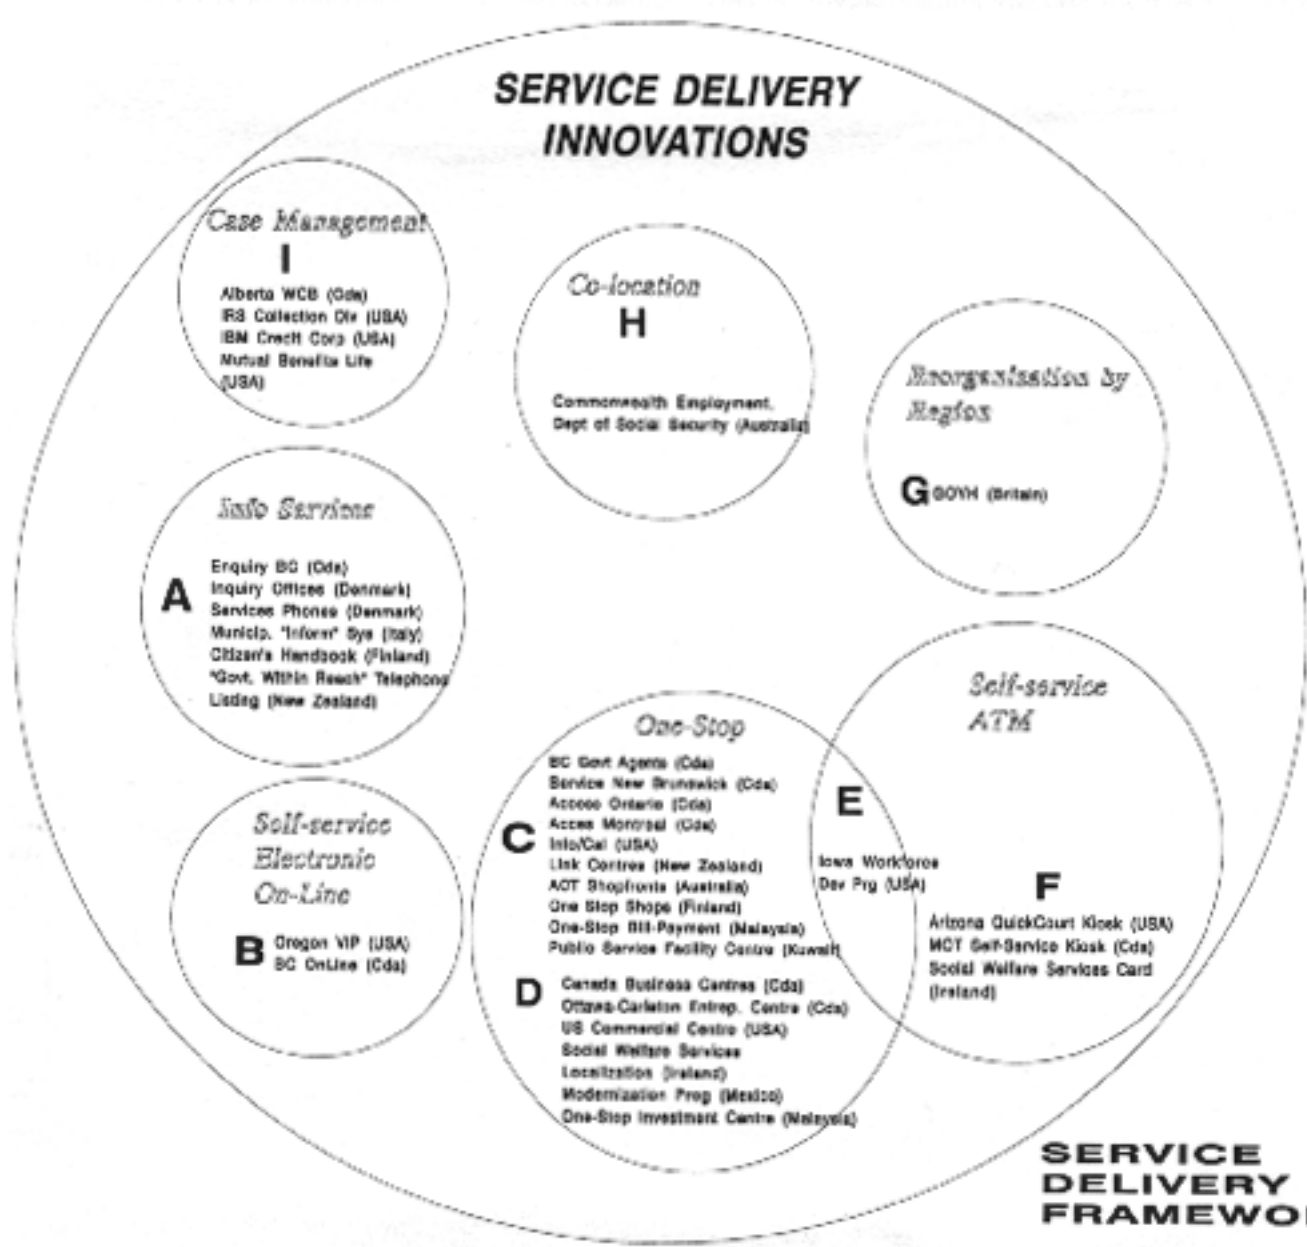 SERVICE DELIVERY
INNOVATIONS
Case Management
I
Alberta WCB (Cda)
IRS Collection Div (USA)
IBM Credit Corp (USA)
Mutual Benefits Life
(USA)
Co-location
H
Commonwealth Employment,
Dept of Social Security (Australia)
Reorganisation by
Region
G GOYH (Britain)
Info Services
A
Enquiry BC (Cda)
Inquiry Offices (Denmark)
Services Phones (Denmark)
Municip. "Inform" Sys (Italy)
Citizen's Handbook (Finland)
"Govt. Within Reach" Telephone
Listing (New Zealand)
Self-service
Electronic
On-Line
B
Oregon VIP (USA)
BC OnLine (Cda)
One-Stop
C
BC Govt Agents (Cda)
Service New Brunswick (Cda)
Access Ontario (Cda)
Acces Montreal (Cda)
Info/Cal (USA)
Link Centres (New Zealand)
AOT Shopfronts (Australia)
One Stop Shops (Finland)
One-Stop Bill-Payment (Malaysia)
Public Service Facility Centre (Kuwait)
D
Canada Business Centres (Cda)
Ottawa-Carleton Entrep. Centre (Cda)
US Commercial Centre (USA)
Social Welfare Services
Localization (Ireland)
Modernization Prog (Mexico)
One-Stop Investment Centre (Malaysia)
E
Iowa Workforce
Dev Prg (USA)
Self-service
ATM
F
Arizona QuickCourt Kiosk (USA)
MOT Self-Service Kiosk (Cda)
Social Welfare Services Card
(Ireland)
SERVICE
DELIVERY
FRAMEWO